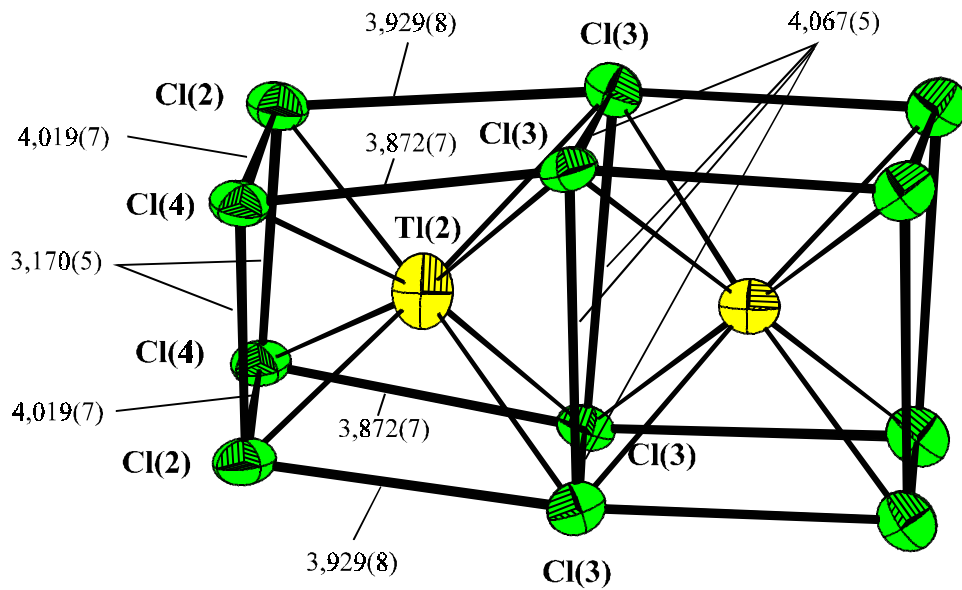 3,929(8)
4,067(5)
Cl(3)
Cl(2)
4,019(7)
3,872(7)
Cl(3)
Cl(4)
Tl(2)
3,170(5)
Cl(4)
4,019(7)
3,872(7)
Cl(2)
Cl(3)
3,929(8)
Cl(3)